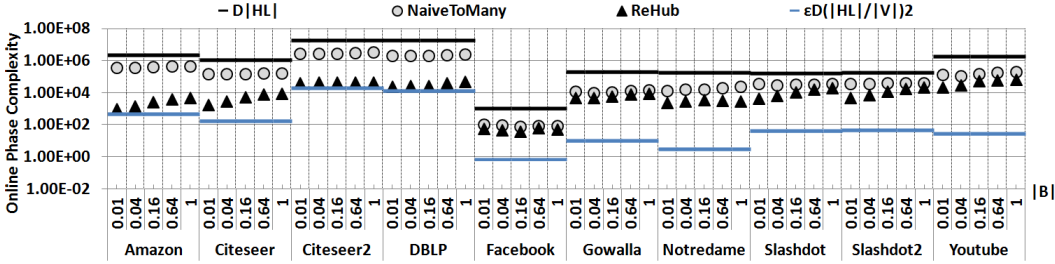 D|HL| NaiveToMany ReHub εD(|HL|/|V|)2
Online Phase Complexity
1.00E+08
1.00E+06
1.00E+04
1.00E+02
1.00E+00
1.00E-02
0.01 0.04 0.16 0.64 1 0.01 0.04 0.16 0.64 1 0.01 0.04 0.16 0.64 1 0.01 0.04 0.16 0.64 1 0.01 0.04 0.16 0.64 1 0.01 0.04 0.16 0.64 1 0.01 0.04 0.16 0.64 1 0.01 0.04 0.16 0.64 1 0.01 0.04 0.16 0.64 1 0.01 0.04 0.16 0.64 1 |B|
Amazon Citeseer Citeseer2 DBLP Facebook Gowalla Notredame Slashdot Slashdot2 Youtube